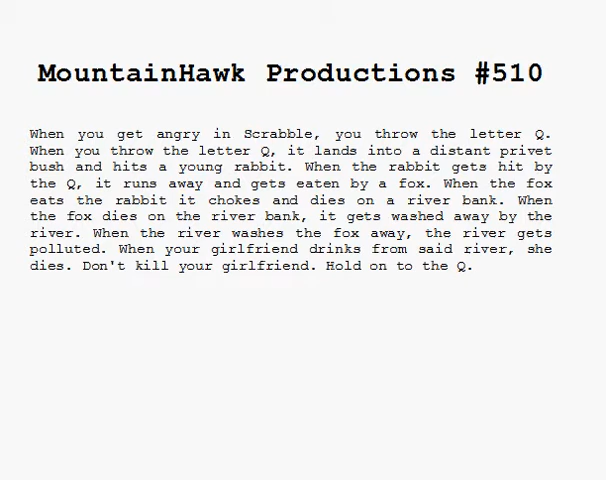 MountainHawk Productions #510
When you get angry in Scrabble, you throw the letter Q.
When you throw the letter Q, it lands into a distant privet
bush and hits a young rabbit. When the rabbit gets hit by
the Q, it runs away and gets eaten by a fox. When the fox
eats the rabbit it chokes and dies on a river bank. When
the fox dies on the river bank, it gets washed away by the
river. When the river washes the fox away, the river gets
polluted. When your girlfriend drinks from said river, she
dies. Don't kill your girlfriend. Hold on to the Q.